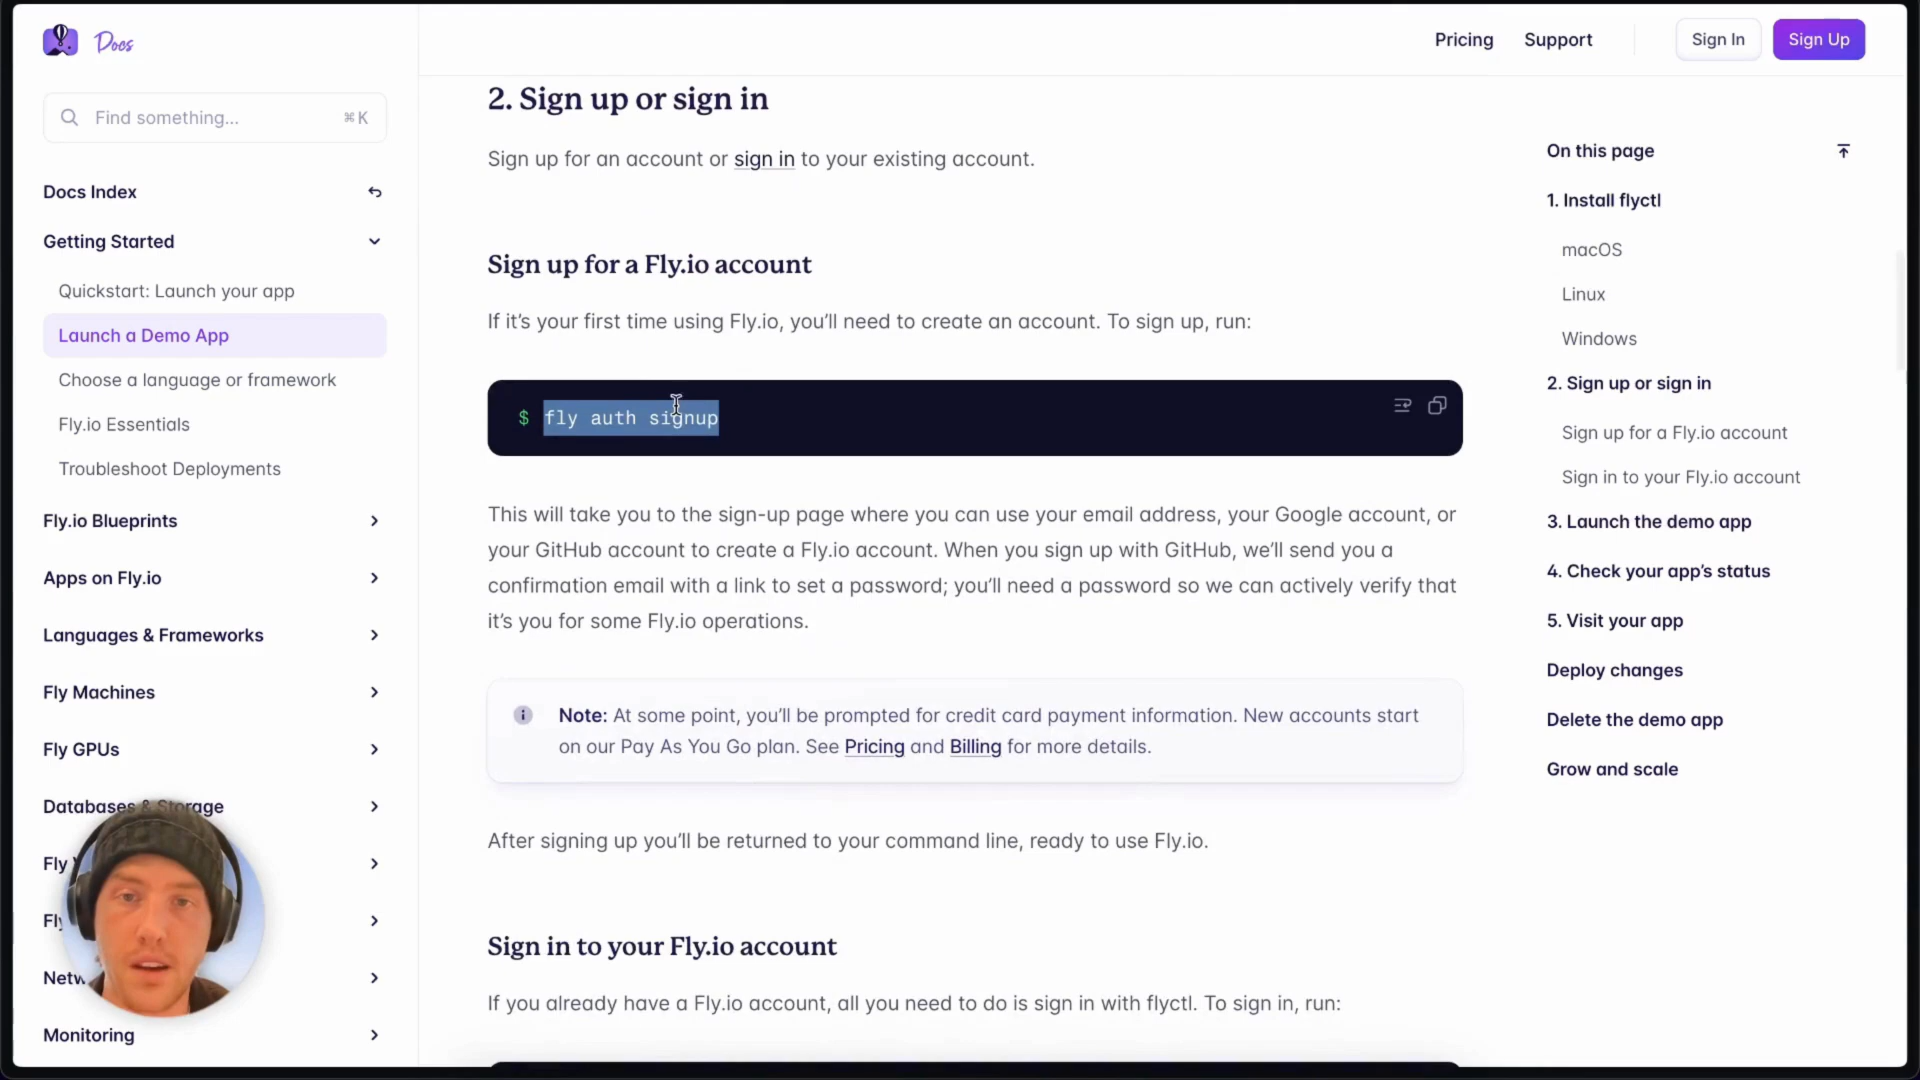 Docs
Pricing
Support
Sign In
Sign Up
Find something...
⌘K
Docs Index
Getting Started
Quickstart: Launch your app
Launch a Demo App
Choose a language or framework
Fly.io Essentials
Troubleshoot Deployments
Fly.io Blueprints
Apps on Fly.io
Languages & Frameworks
Fly Machines
Fly GPUs
Databases & Storage
Fly
Monitoring
2. Sign up or sign in
Sign up for an account or sign in to your existing account.
Sign up for a Fly.io account
If it’s your first time using Fly.io, you’ll need to create an account. To sign up, run:
$ fly auth signup
This will take you to the sign-up page where you can use your email address, your Google account, or
your GitHub account to create a Fly.io account. When you sign up with GitHub, we’ll send you a
confirmation email with a link to set a password; you’ll need a password so we can actively verify that
it’s you for some Fly.io operations.
Note: At some point, you’ll be prompted for credit card payment information. New accounts start
on our Pay As You Go plan. See Pricing and Billing for more details.
After signing up you’ll be returned to your command line, ready to use Fly.io.
Sign in to your Fly.io account
If you already have a Fly.io account, all you need to do is sign in with flyctl. To sign in, run:
On this page
1. Install flyctl
macOS
Linux
Windows
2. Sign up or sign in
Sign up for a Fly.io account
Sign in to your Fly.io account
3. Launch the demo app
4. Check your app’s status
5. Visit your app
Deploy changes
Delete the demo app
Grow and scale